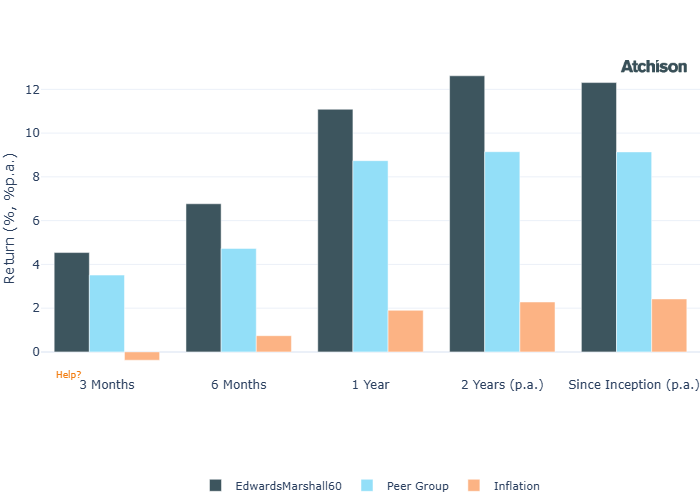 Atchison
Return (%, %p.a.)
12
10
8
6
4
2
0
Help?
3 Months
6 Months
1 Year
2 Years (p.a.)
Since Inception (p.a.)
EdwardsMarshall60
Peer Group
Inflation